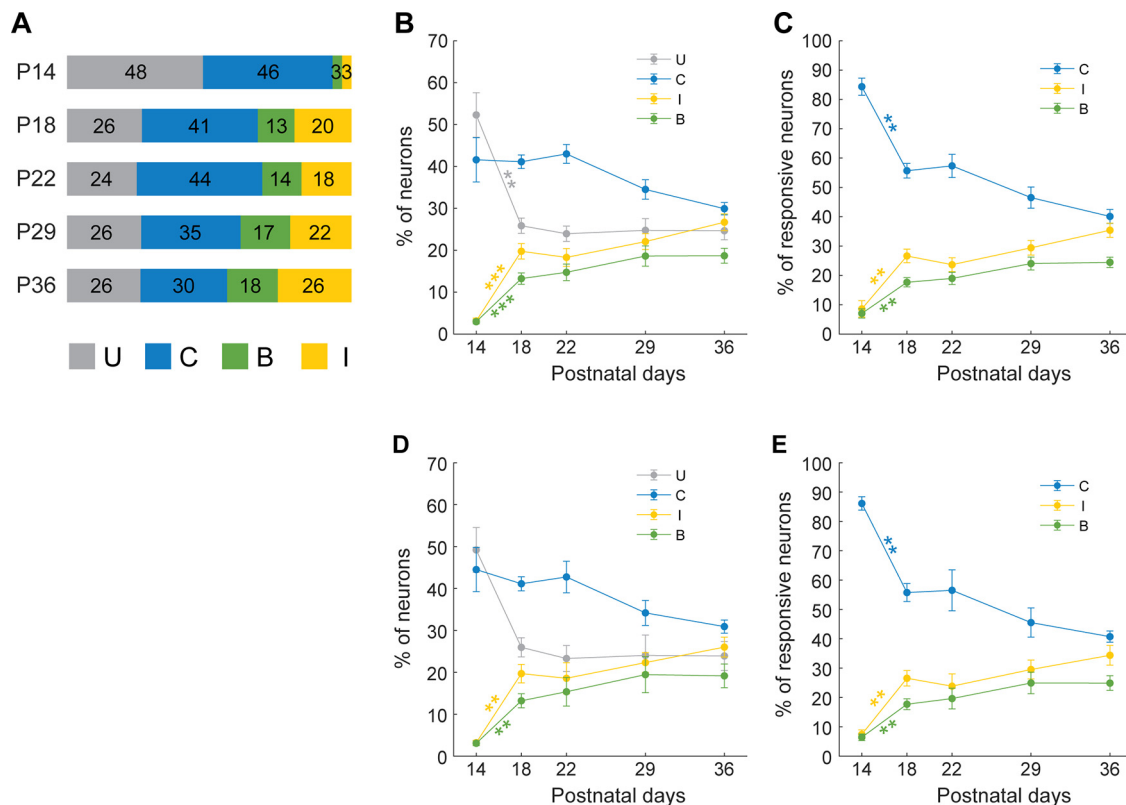 A
P14 48 46 3 3
P18 26 41 13 20
P22 24 44 14 18
P29 26 35 17 22
P36 26 30 18 26
U C B I
B
70
60
50
40
30
20
10
0
% of neurons
14 18 22 29 36
Postnatal days
U
C
I
B
**
***
***
C
100
90
80
70
60
50
40
30
20
10
0
% of responsive neurons
14 18 22 29 36
Postnatal days
C
I
B
**
**
**
D
70
60
50
40
30
20
10
0
% of neurons
14 18 22 29 36
Postnatal days
U
C
I
B
**
**
E
100
90
80
70
60
50
40
30
20
10
0
% of responsive neurons
14 18 22 29 36
Postnatal days
C
I
B
**
**
**